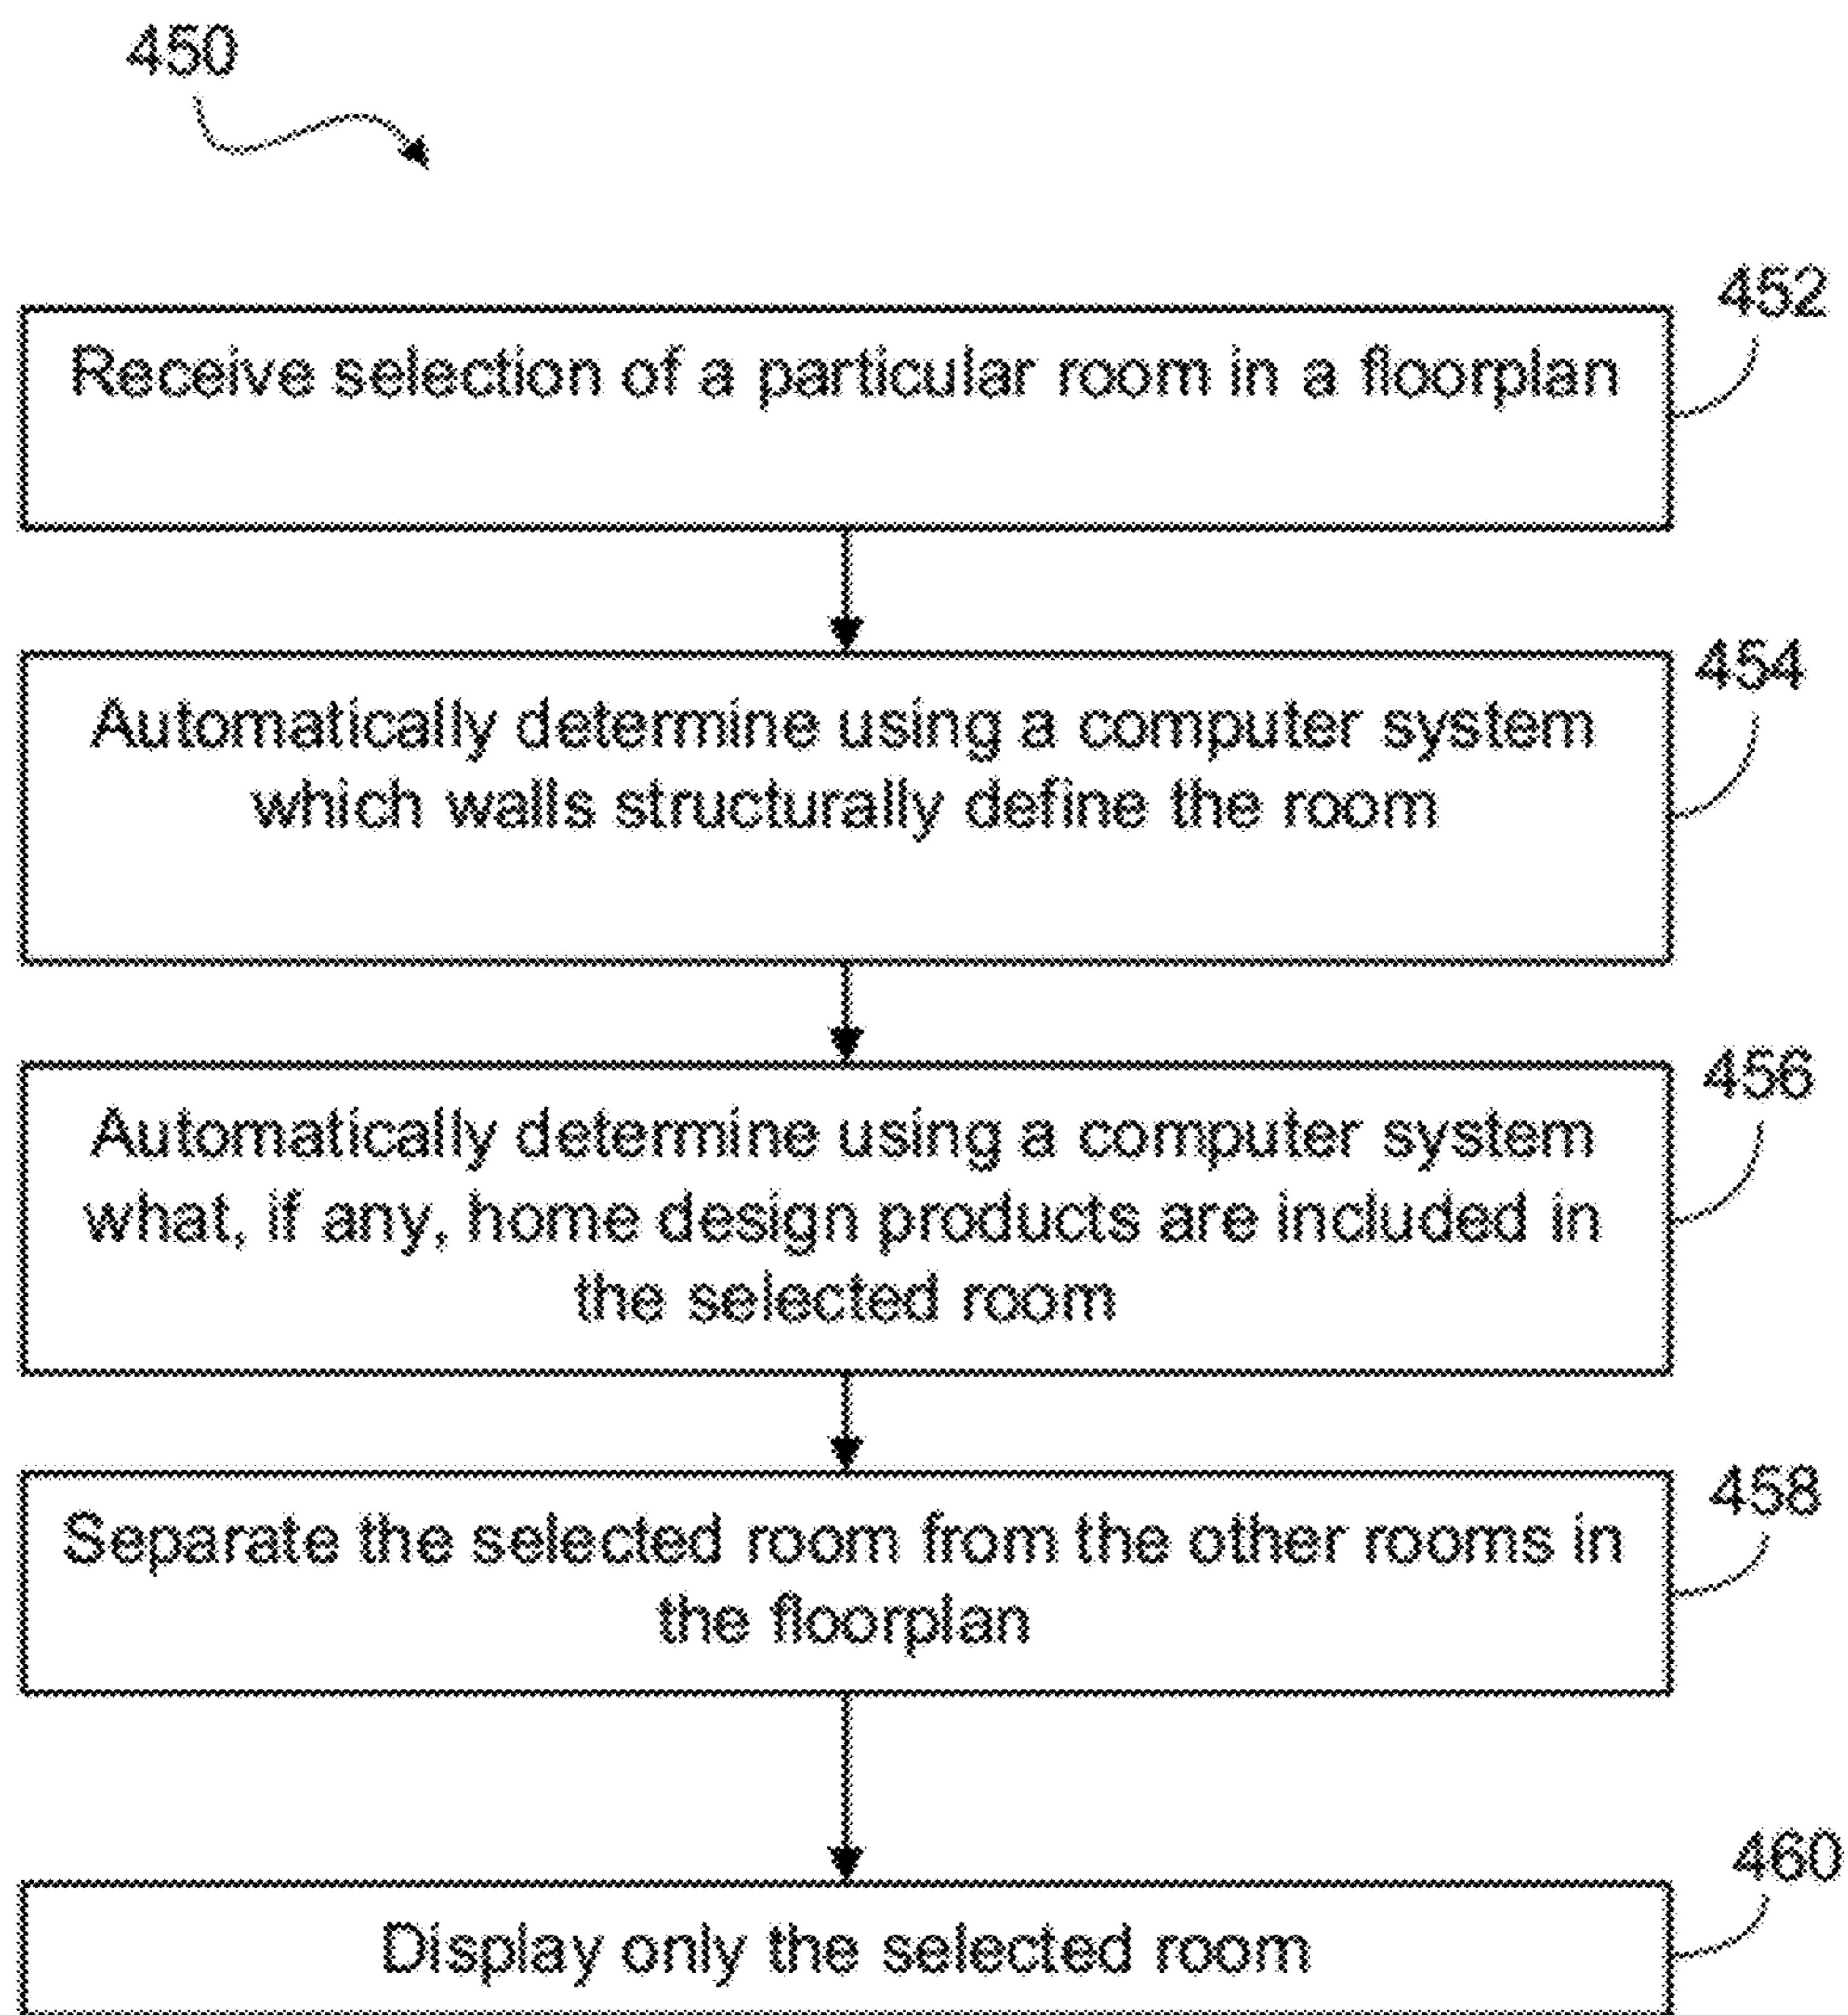 450
452
Receive selection of a particular room in a floorplan
454
Automatically determine using a computer system
which walls structurally define the room
456
Automatically determine using a computer system
what, if any, home design products are included in
the selected room
458
Separate the selected room from the other rooms in
the floorplan
460
Display only the selected room